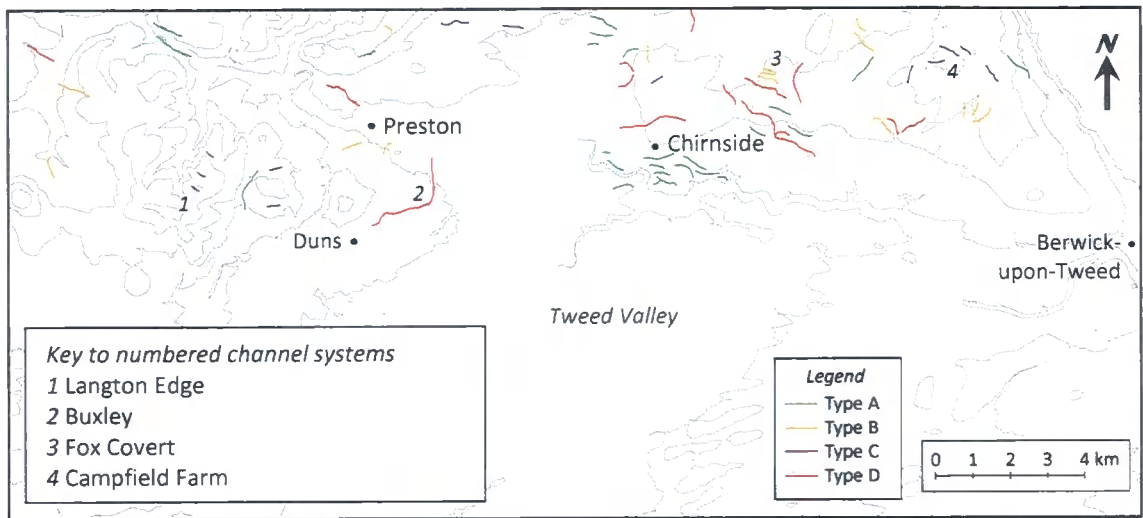 N
3
4
Preston
Chirnside
1
2
Duns
Berwick-
upon-Tweed
Tweed Valley
Key to numbered channel systems
1 Langton Edge
2 Buxley
3 Fox Covert
4 Campfield Farm
Legend
Type A
Type B
Type C
Type D
0 1 2 3 4 km